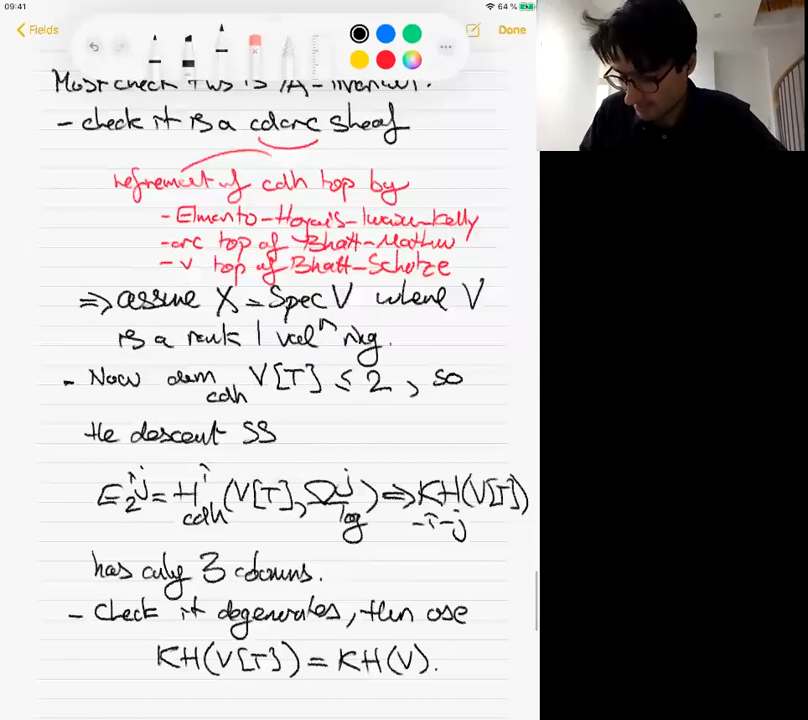 09:41
64 %
Fields
Done
Must check this is /A-invariant.
- check it is a cdarc sheaf
refinement of cdh top by
- Elmanto-Hoyois-Iwasa-Kelly
- arc top of Bhatt-Mathew
- v top of Bhatt-Scholze
⇒ assume X = Spec V where V
is a rank 1 valⁿ ring.
- Now dim_cdh V[T] ≤ 2, so
the descent SS
E_2^{ij} = H^i_cdh (V[T], Ω^j_log) ⇒ KH_{-i-j}(V[T])
has only 3 columns.
- Check it degenerates, then use
KH(V[T]) = KH(V).